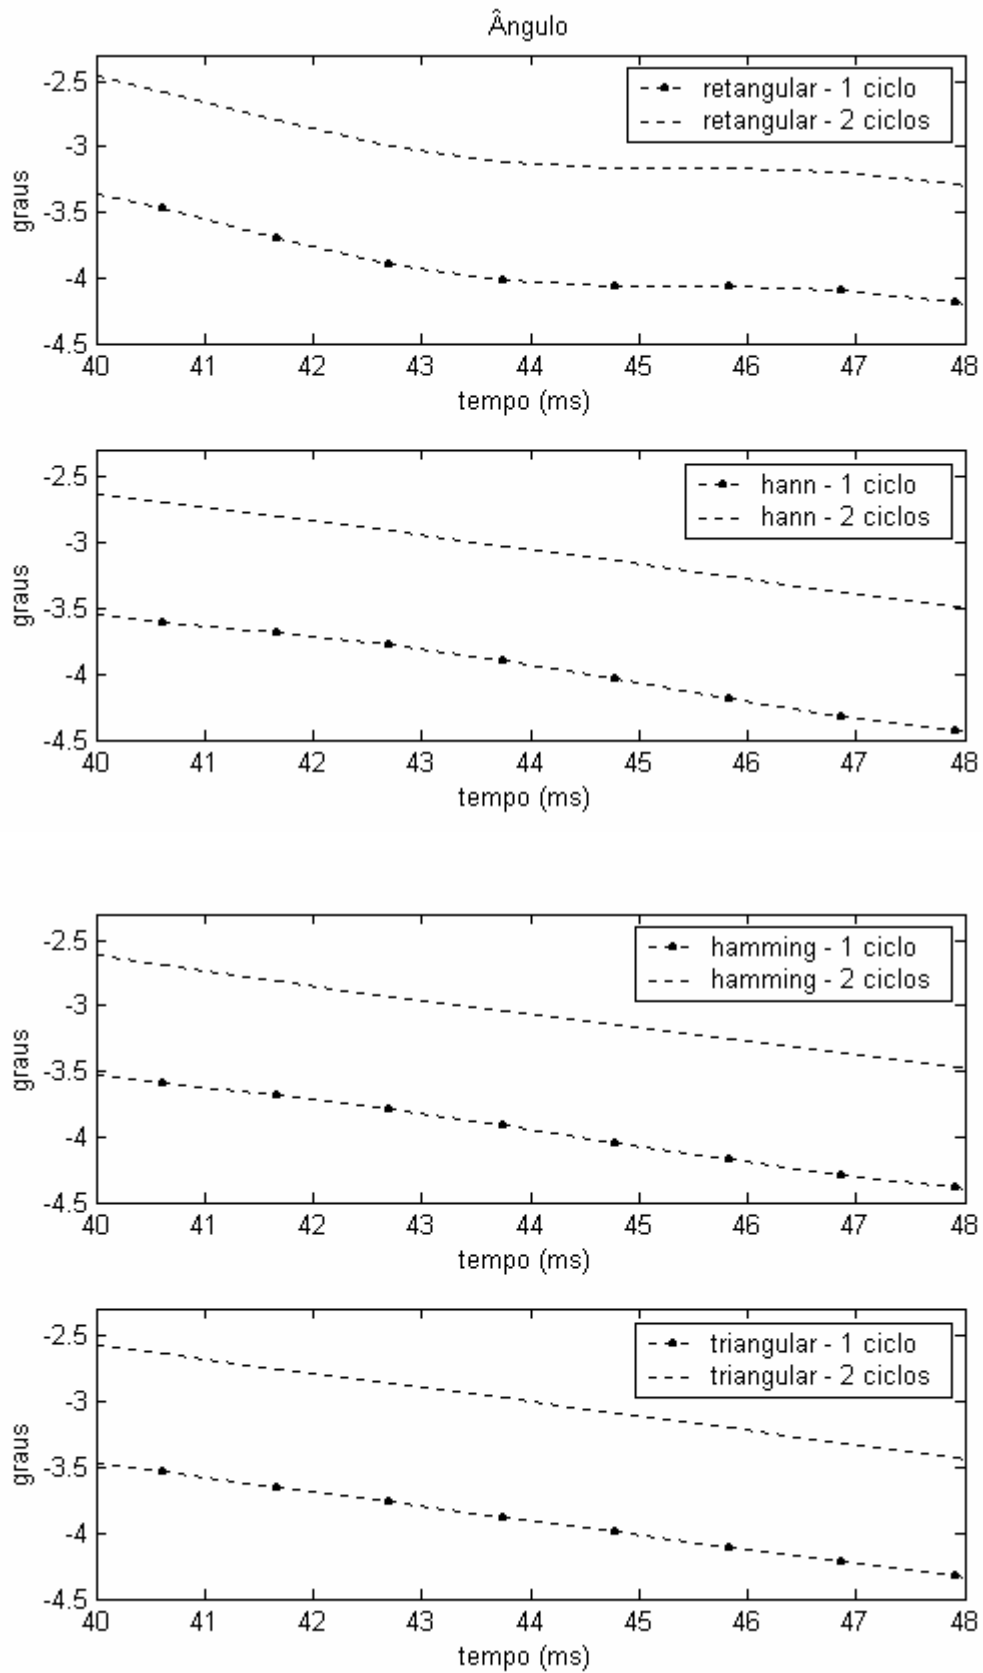 Ângulo
-2.5
-3
-3.5
-4
-4.5
graus
retangular - 1 ciclo
retangular - 2 ciclos
40 41 42 43 44 45 46 47 48
tempo (ms)
-2.5
-3
-3.5
-4
-4.5
graus
hann - 1 ciclo
hann - 2 ciclos
40 41 42 43 44 45 46 47 48
tempo (ms)
-2.5
-3
-3.5
-4
-4.5
graus
hamming - 1 ciclo
hamming - 2 ciclos
40 41 42 43 44 45 46 47 48
tempo (ms)
-2.5
-3
-3.5
-4
-4.5
graus
triangular - 1 ciclo
triangular - 2 ciclos
40 41 42 43 44 45 46 47 48
tempo (ms)